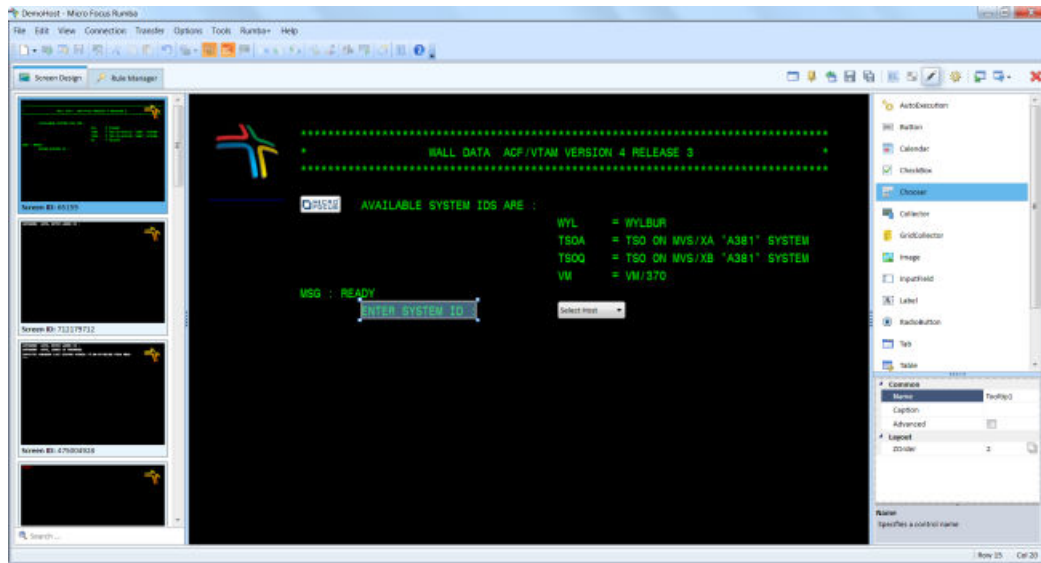 DemoHost - Micro Focus Rumba
File Edit View Connection Transfer Options Tools Rumba+ Help
Screen Design Rule Manager
Screen ID: 65195
Screen ID: 712179712
Screen ID: 475004928
Search...
WALL DATA ACF/VTAM VERSION 4 RELEASE 3
AVAILABLE SYSTEM IDS ARE :
WYL = WYLBUR
TSOA = TSO ON MVS/XA "A381" SYSTEM
TSOQ = TSO ON MVS/XB "A381" SYSTEM
VM = VM/370
MSG : READY
ENTER SYSTEM ID :
Select Host
AutoExecution
Button
Calendar
CheckBox
Chooser
Collector
GridCollector
Image
InputField
Label
RadioButton
Tab
Table
Common
Name ToolTip1
Caption
Advanced
Layout
ZOrder 2
Name
Specifies a control name
Row 15 Col 20